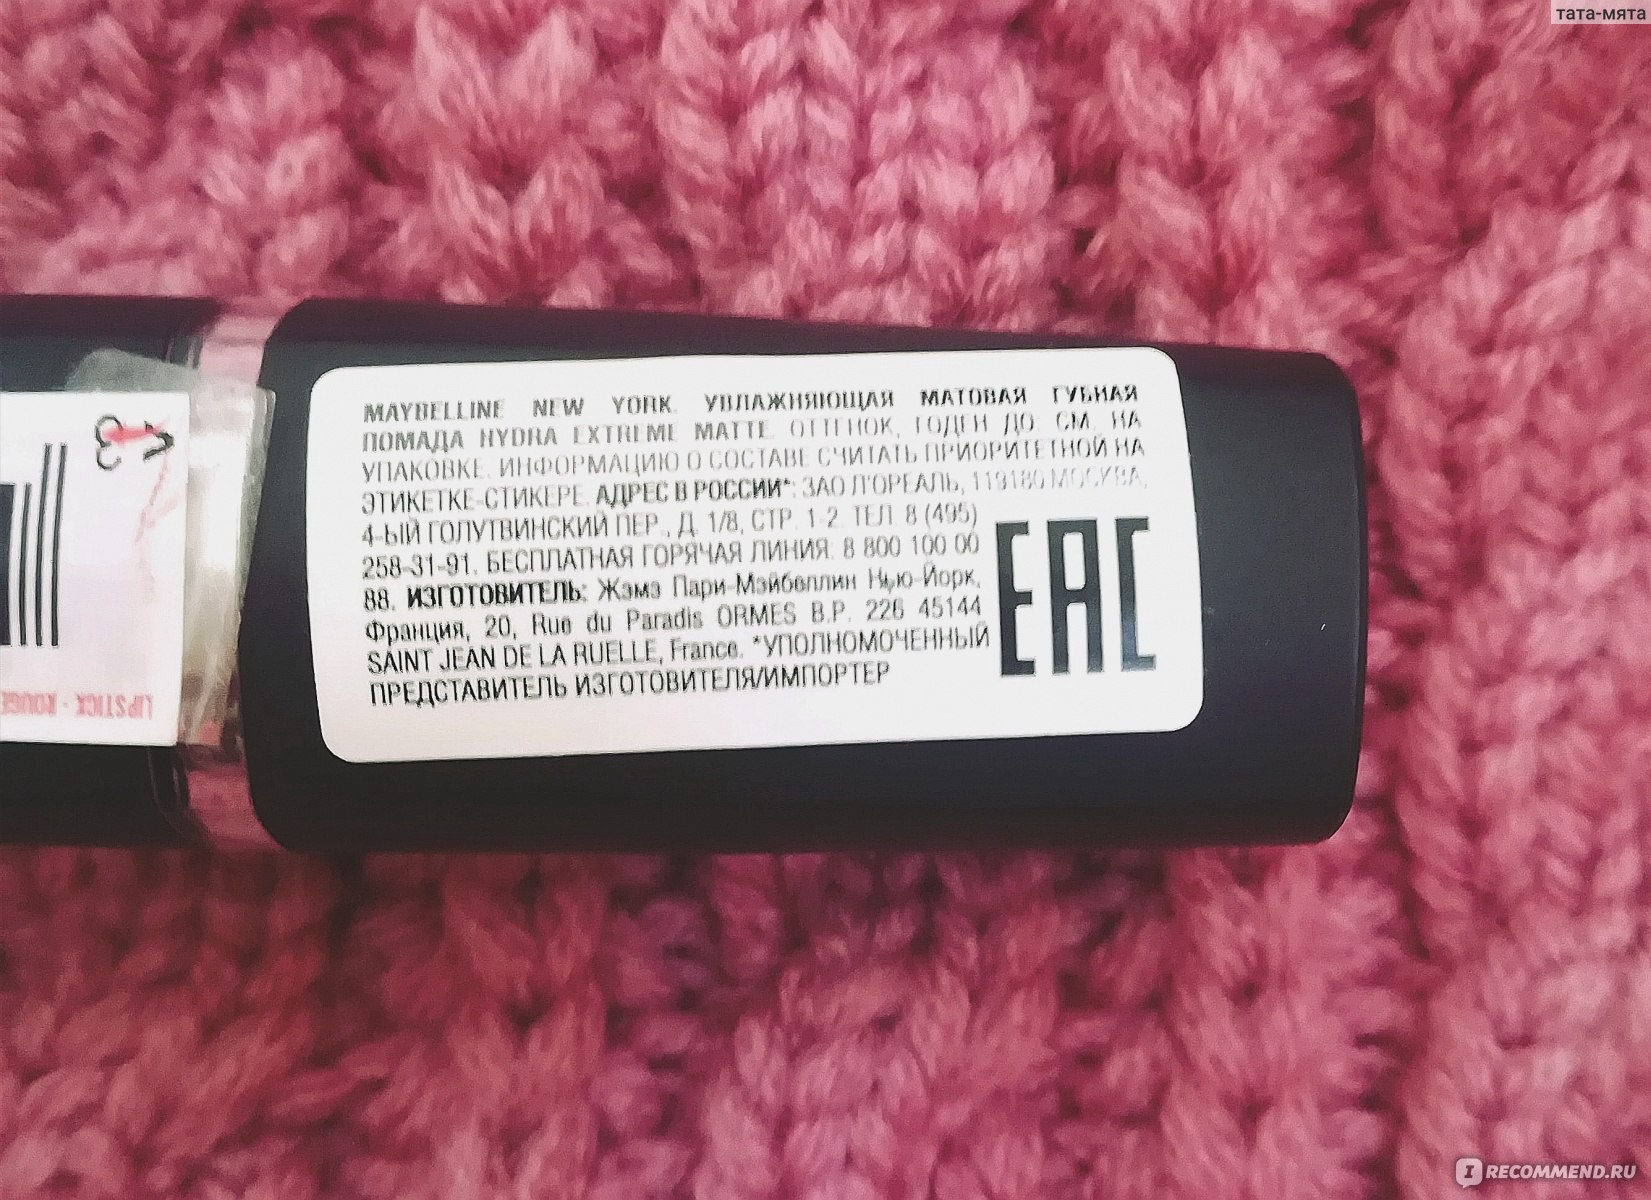 тата-мята
MAYBELLINE NEW YORK. УВЛАЖНЯЮЩАЯ МАТОВАЯ ГУБНАЯ
ПОМАДА HYDRA EXTREME MATTE. ОТТЕНОК, ГОДЕН ДО: СМ. НА
УПАКОВКЕ. ИНФОРМАЦИЮ О СОСТАВЕ СЧИТАТЬ ПРИОРИТЕТНОЙ НА
ЭТИКЕТКЕ-СТИКЕРЕ. АДРЕС В РОССИИ*: ЗАО Л'ОРЕАЛЬ, 119180 МОСКВА,
4-ЫЙ ГОЛУТВИНСКИЙ ПЕР., Д. 1/8, СТР. 1-2. ТЕЛ. 8 (495)
258-31-91. БЕСПЛАТНАЯ ГОРЯЧАЯ ЛИНИЯ: 8 800 100 00
88. ИЗГОТОВИТЕЛЬ: Жэмэ Пари-Мэйбеллин Нью-Йорк,
Франция, 20, Rue du Paradis ORMES B.P. 226 45144
SAINT JEAN DE LA RUELLE, France. *УПОЛНОМОЧЕННЫЙ
ПРЕДСТАВИТЕЛЬ ИЗГОТОВИТЕЛЯ/ИМПОРТЕР
EAC
LIPSTICK - ROUGE
IRECOMMEND.RU